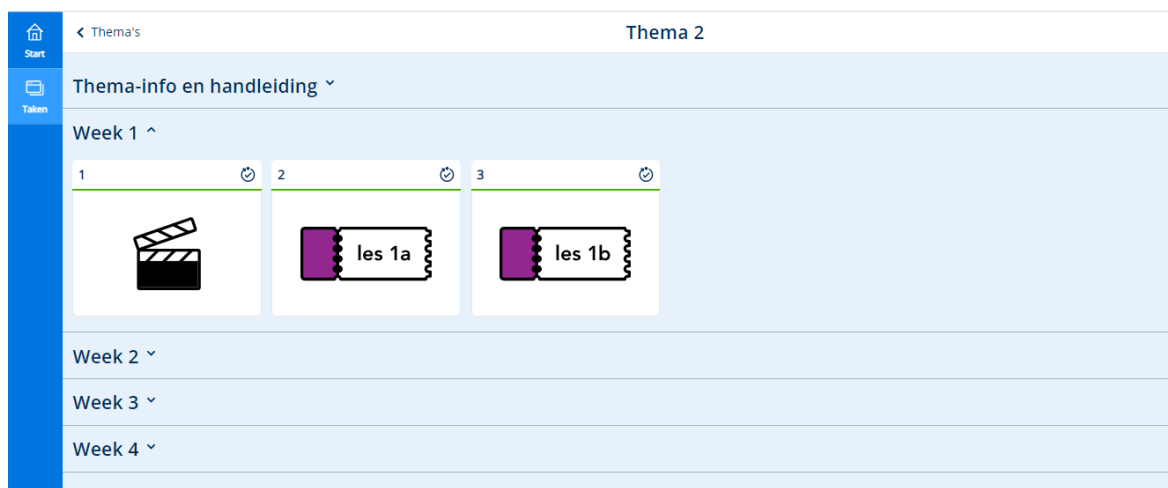 Start
Taken
Thema's
Thema 2
Thema-info en handleiding
Week 1
1
2
3
les 1a
les 1b
Week 2
Week 3
Week 4